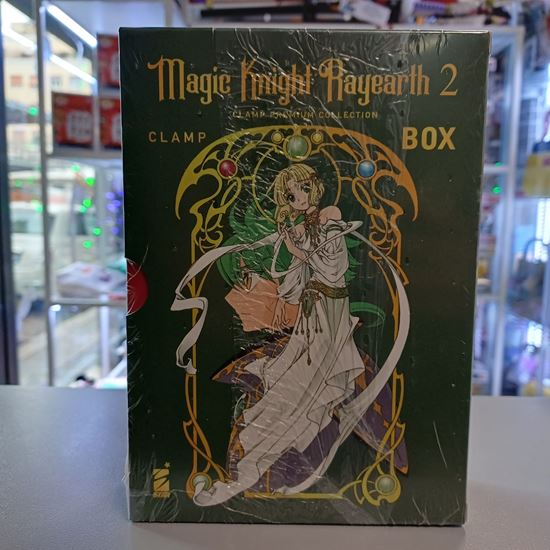 Magic Knight Rayearth 2
CLAMP PREMIUM COLLECTION
CLAMP
BOX